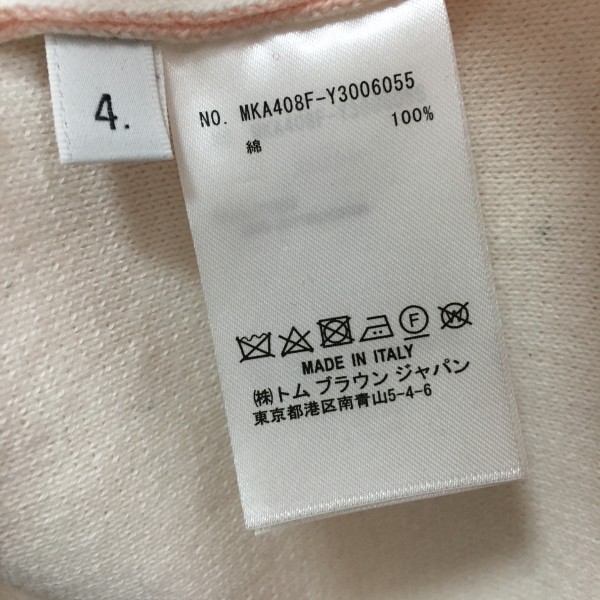 4.
NO. MKA408F-Y3006055
綿 100%
MADE IN ITALY
㈱トム ブラウン ジャパン
東京都港区南青山5-4-6